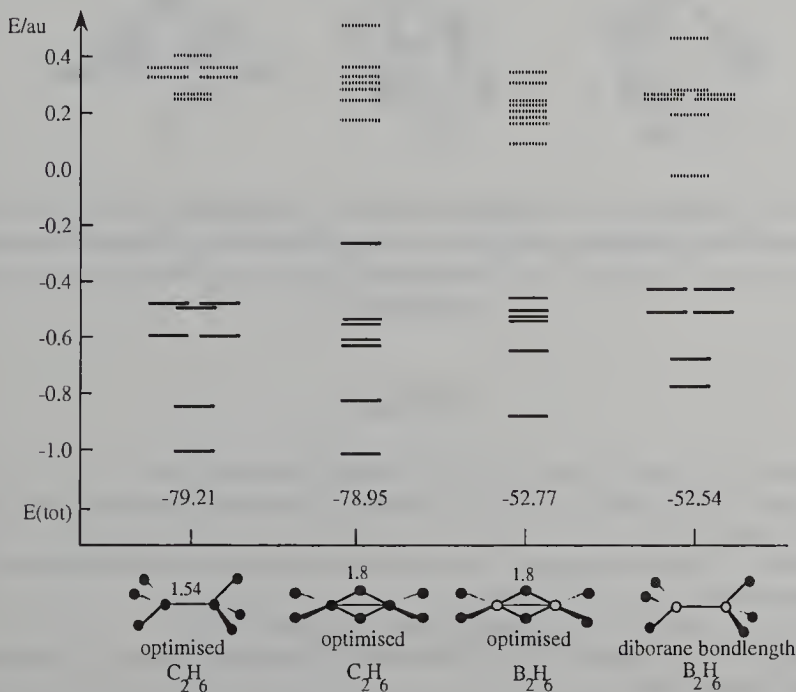 E/au
0.4
0.2
0.0
-0.2
-0.4
-0.6
-0.8
-1.0
E(tot)
-79.21 -78.95 -52.77 -52.54
1.54 1.8 1.8
optimised optimised optimised diborane bondlength
C2H6 C2H6 B2H6 B2H6